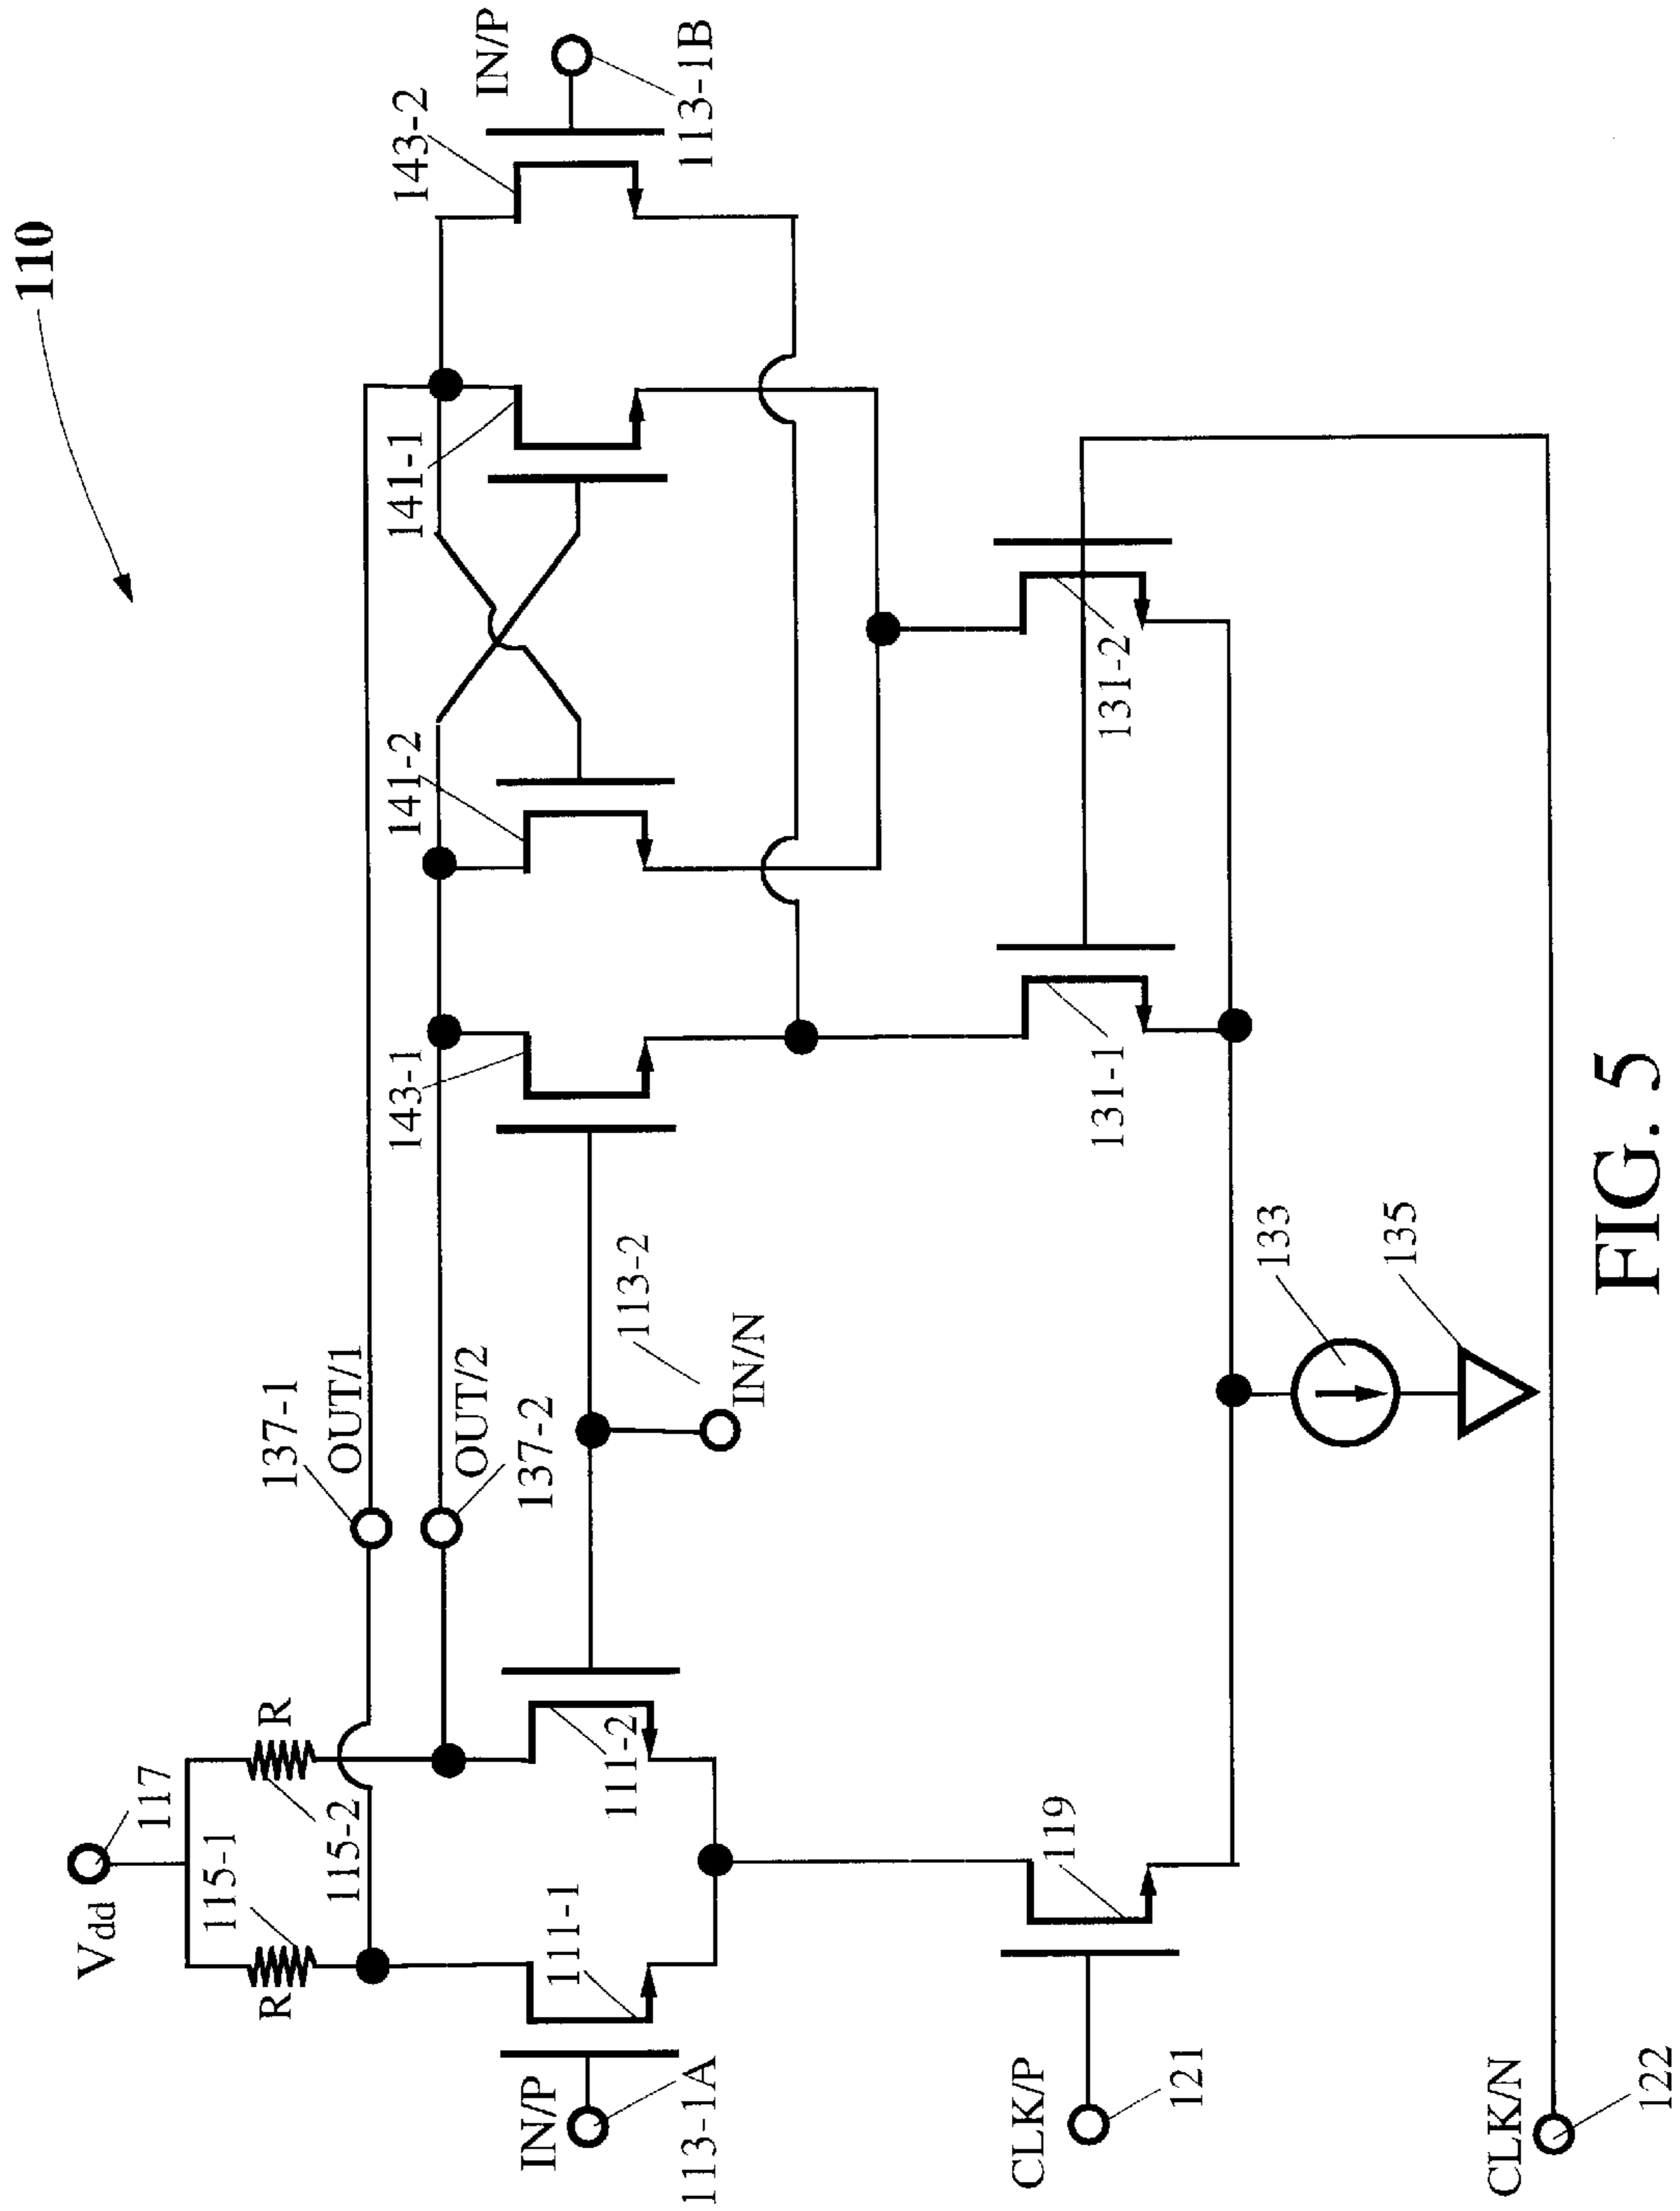 110
Vdd
117
R
115-1
115-2
R
137-1
OUT/1
OUT/2
137-2
143-1
141-2
141-1
143-2
IN/P
113-1B
IN/P
113-1A
111-1
111-2
113-2
IN/N
CLK/P
121
119
131-1
131-2
133
135
CLK/N
122
FIG. 5